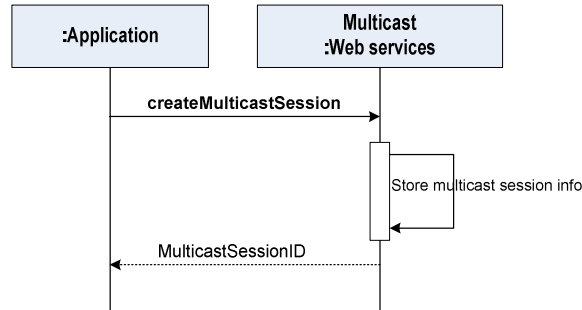 :Application
Multicast
:Web services
createMulticastSession
Store multicast session info
MulticastSessionID